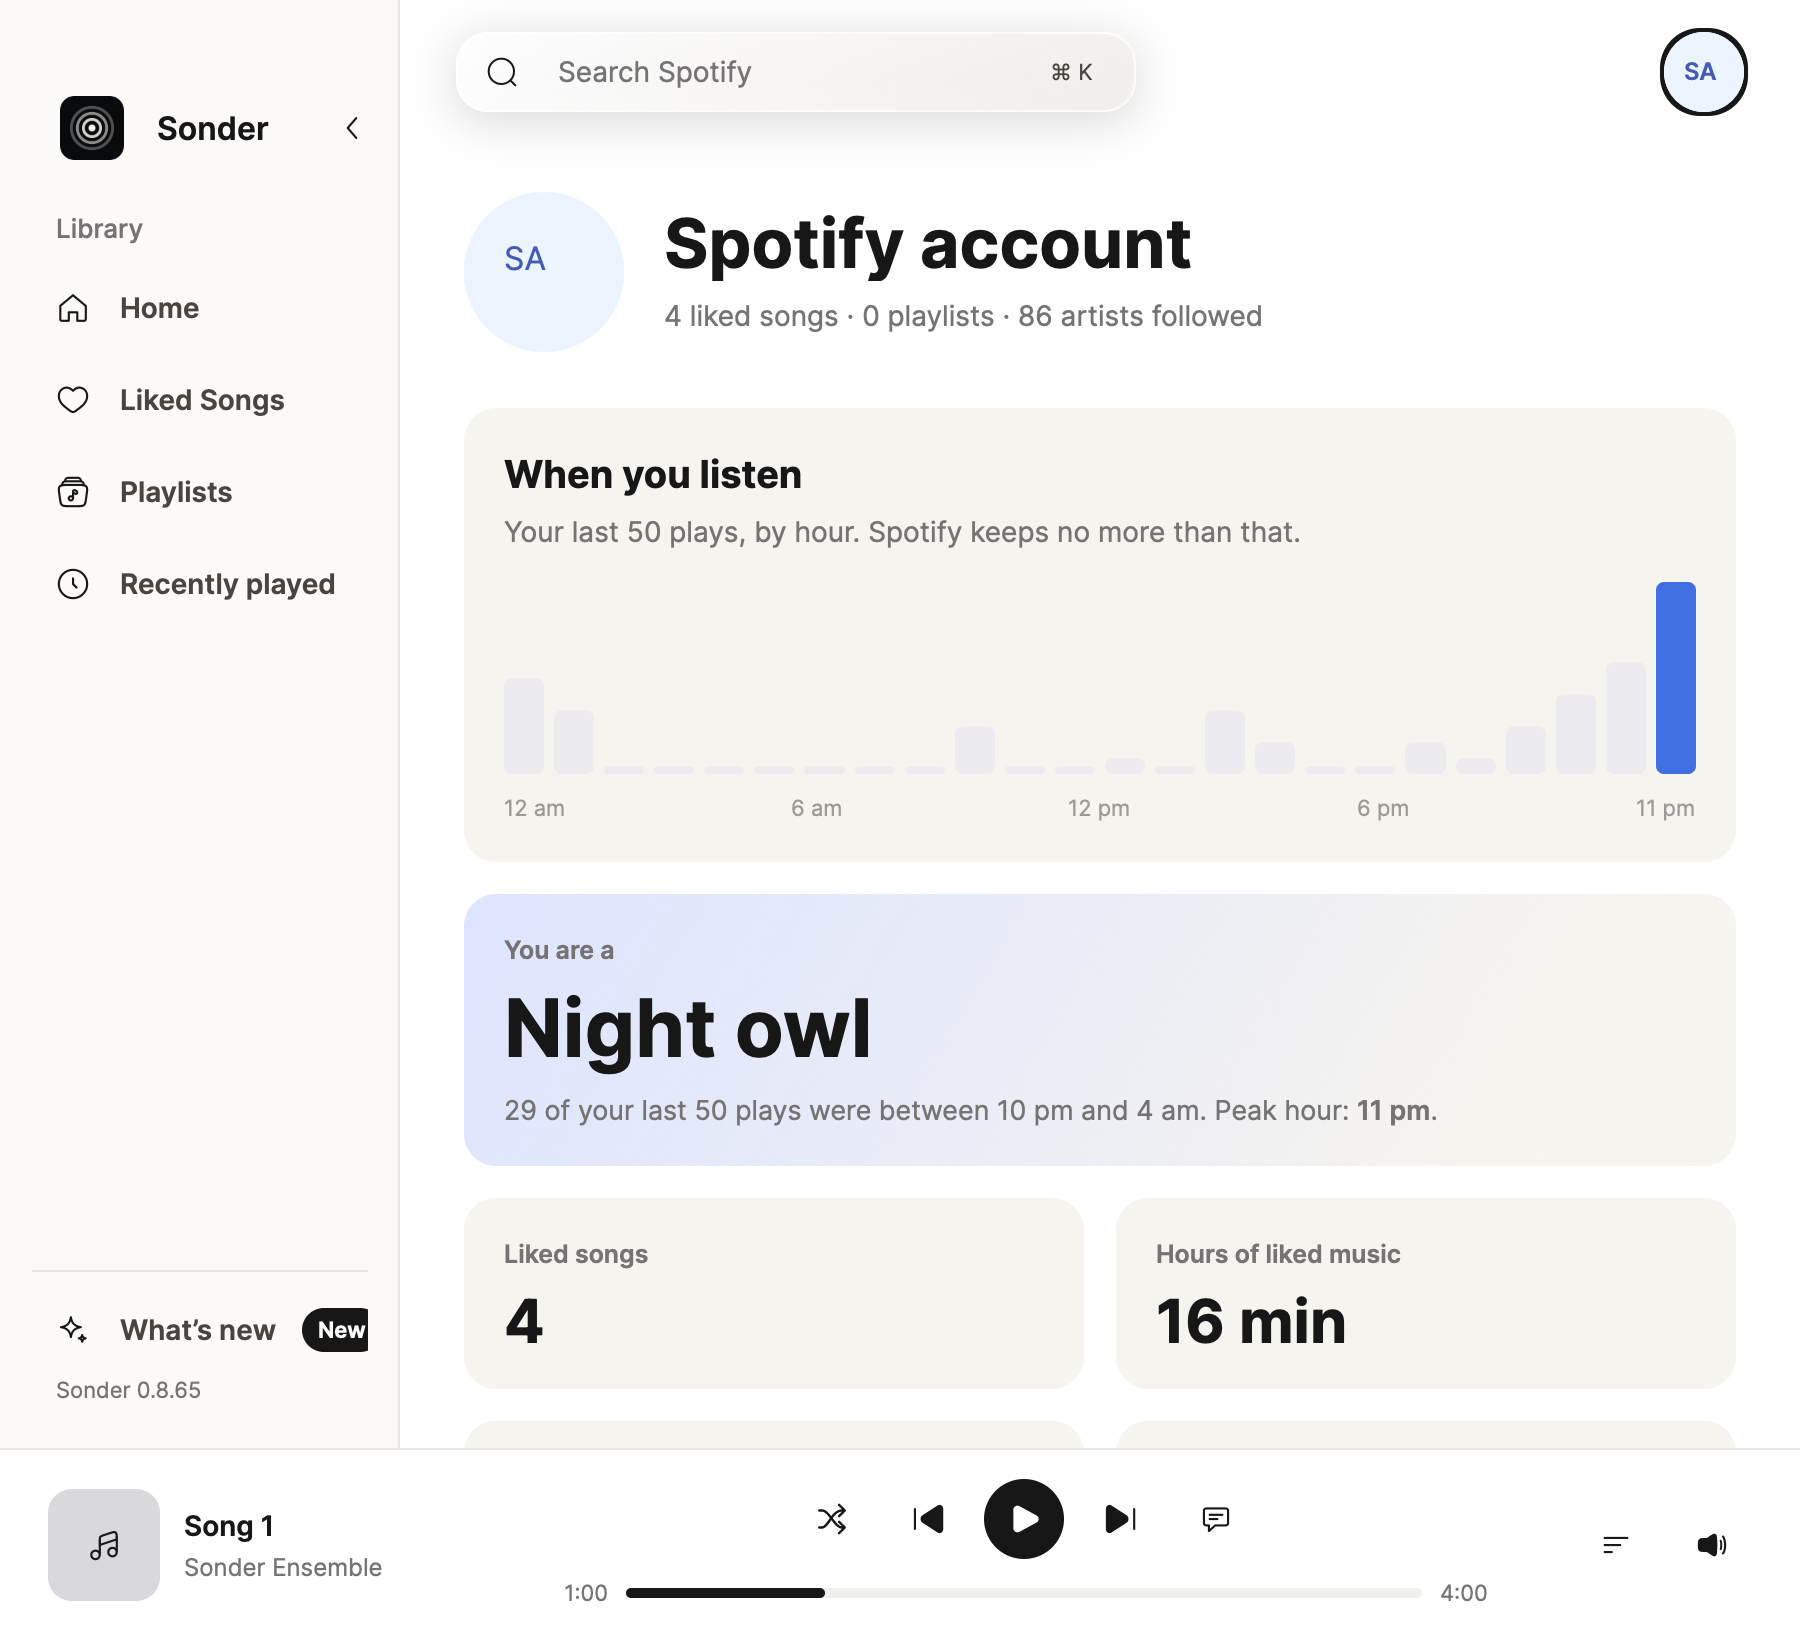 Search Spotify ⌘ K
SA
Sonder
Library
Home
Liked Songs
Playlists
Recently played
What’s new New
Sonder 0.8.65
SA
Spotify account
4 liked songs · 0 playlists · 86 artists followed
When you listen
Your last 50 plays, by hour. Spotify keeps no more than that.
12 am 6 am 12 pm 6 pm 11 pm
You are a
Night owl
29 of your last 50 plays were between 10 pm and 4 am. Peak hour: 11 pm.
Liked songs
4
Hours of liked music
16 min
Song 1
Sonder Ensemble
1:00 4:00